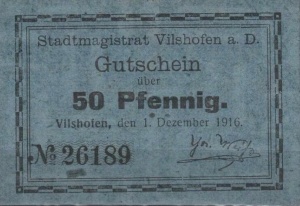 Stadtmagistrat Vilshofen a. D.
Gutschein
über
50 Pfennig.
Vilshofen, den 1. Dezember 1916.
№ 26189